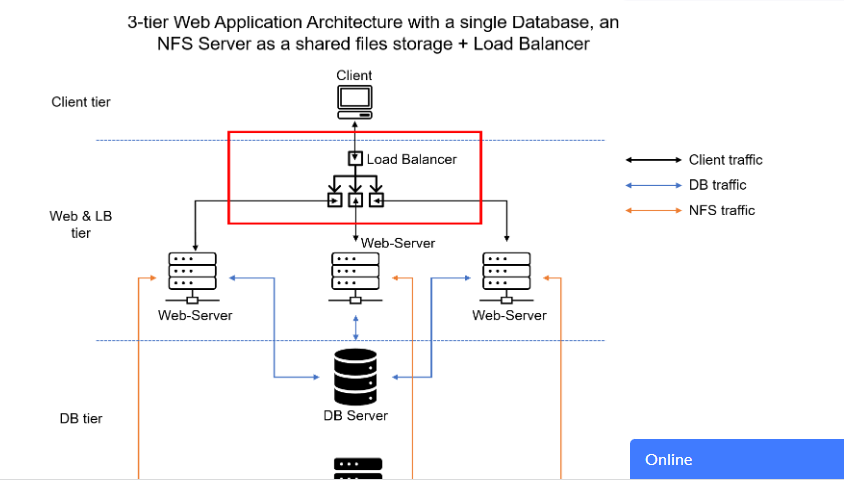 3-tier Web Application Architecture with a single Database, an
NFS Server as a shared files storage + Load Balancer
Client
Client tier
Load Balancer
Client traffic
DB traffic
NFS traffic
Web & LB
tier
Web-Server
Web-Server
Web-Server
DB Server
DB tier
Online